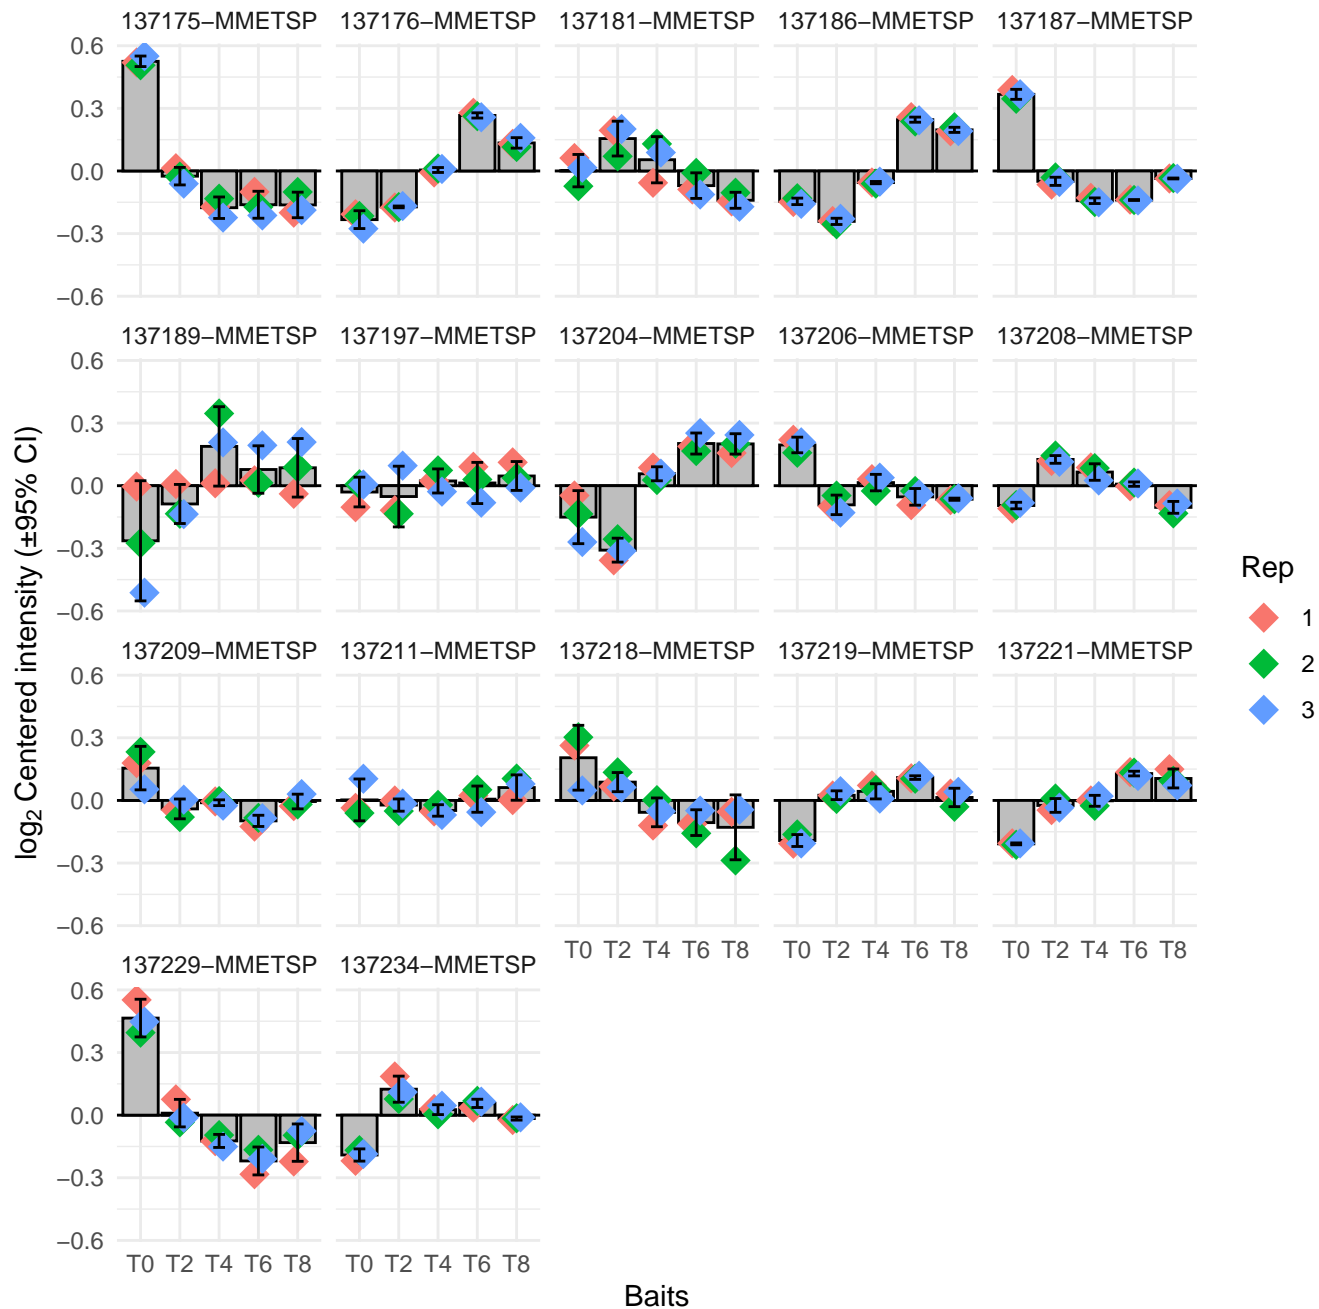 137175−MMETSP 137176−MMETSP 137181−MMETSP 137186−MMETSP 137187−MMETSP
0.6
0.3
0.0
−0.3
−0.6
137189−MMETSP 137197−MMETSP 137204−MMETSP 137206−MMETSP 137208−MMETSP
0.6
0.3
0.0
−0.3
−0.6
137209−MMETSP 137211−MMETSP 137218−MMETSP 137219−MMETSP 137221−MMETSP
0.6
0.3
0.0
−0.3
−0.6
T0 T2 T4 T6 T8 T0 T2 T4 T6 T8 T0 T2 T4 T6 T8
137229−MMETSP 137234−MMETSP
0.6
0.3
0.0
−0.3
−0.6
T0 T2 T4 T6 T8 T0 T2 T4 T6 T8
Baits
log₂ Centered intensity (±95% CI)
Rep
1
2
3